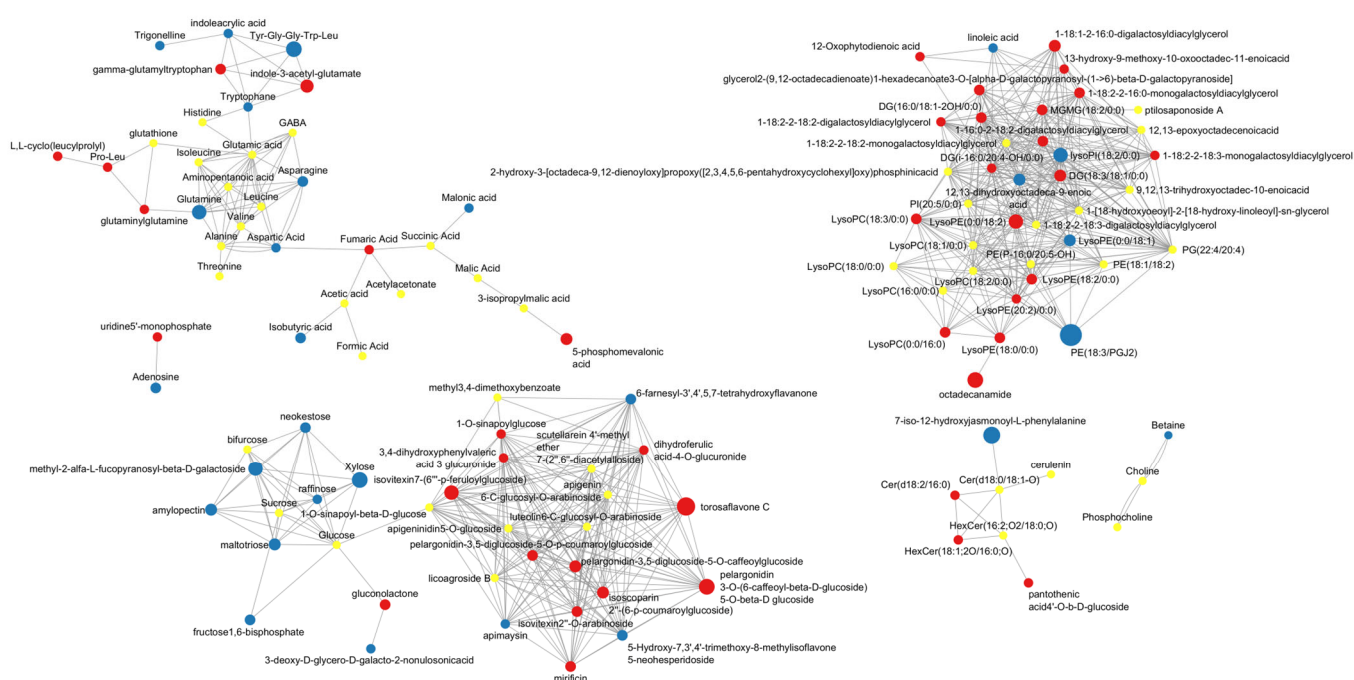 indoleacrylic acid
Trigonelline
Tyr-Gly-Gly-Trp-Leu
gamma-glutamyltryptophan
indole-3-acetyl-glutamate
Tryptophane
Histidine
GABA
glutathione
Glutamic acid
L,L-cyclo(leucylprolyl)
Pro-Leu
Isoleucine
Asparagine
Aminopentanoic acid
Glutamine
Leucine
glutaminylglutamine
Valine
Alanine
Aspartic Acid
Threonine
Malonic acid
Fumaric Acid
Succinic Acid
Malic Acid
Acetic acid
Acetylacetonate
3-isopropylmalic acid
Isobutyric acid
Formic Acid
5-phosphomevalonic
acid
uridine5'-monophosphate
Adenosine
12-Oxophytodienoic acid
linoleic acid
1-18:1-2-16:0-digalactosyldiacylglycerol
13-hydroxy-9-methoxy-10-oxooctadec-11-enoicacid
glycerol2-(9,12-octadecadienoate)1-hexadecanoate3-O-[alpha-D-galactopyranosyl-(1->6)-beta-D-galactopyranoside]
1-18:2-2-16:0-monogalactosyldiacylglycerol
DG(16:0/18:1-2OH/0:0)
MGMG(18:2/0:0)
ptilosaponoside A
1-18:2-2-18:2-digalactosyldiacylglycerol
1-16:0-2-18:2-digalactosyldiacylglycerol
12,13-epoxyoctadecenoicacid
1-18:2-2-18:2-monogalactosyldiacylglycerol
lysoPI(18:2/0:0)
1-18:2-2-18:3-monogalactosyldiacylglycerol
DG(i-16:0/20:4-OH/0:0)
2-hydroxy-3-[octadeca-9,12-dienoyloxy]propoxy([2,3,4,5,6-pentahydroxycyclohexyl]oxy)phosphinicacid
DG(18:3/18:1/0:0)
12,13-dihydroxyoctadeca-9-enoic
acid
9,12,13-trihydroxyoctadec-10-enoicacid
PI(20:5/0:0)
1-[18-hydroxyoeoyl]-2-[18-hydroxy-linoleoyl]-sn-glycerol
LysoPC(18:3/0:0)
LysoPE(0:0/18:2)
1-18:2-2-18:3-digalactosyldiacylglycerol
LysoPC(18:1/0:0)
LysoPE(0:0/18:1)
PG(22:4/20:4)
PE(P-16:0/20:5-OH)
LysoPC(18:0/0:0)
LysoPC(18:2/0:0)
PE(18:1/18:2)
LysoPC(16:0/0:0)
LysoPE(18:2/0:0)
LysoPE(20:2)/0:0)
LysoPC(0:0/16:0)
LysoPE(18:0/0:0)
PE(18:3/PGJ2)
octadecanamide
neokestose
bifurcose
methyl-2-alfa-L-fucopyranosyl-beta-D-galactoside
Xylose
raffinose
amylopectin
Sucrose
1-O-sinapoyl-beta-D-glucose
maltotriose
Glucose
gluconolactone
fructose1,6-bisphosphate
3-deoxy-D-glycero-D-galacto-2-nonulosonicacid
methyl3,4-dimethoxybenzoate
6-farnesyl-3',4',5,7-tetrahydroxyflavanone
1-O-sinapoylglucose
scutellarein 4'-methyl
ether
dihydroferulic
acid-4-O-glucuronide
3,4-dihydroxyphenylvaleric
acid 3 glucuronide
7-(2'',6''-diacetylalloside)
isovitexin7-(6'''-p-feruloylglucoside)
apigenin
6-C-glucosyl-O-arabinoside
torosaflavone C
apigeninidin5-O-glucoside
luteolin6-C-glucosyl-O-arabinoside
pelargonidin-3,5-diglucoside-5-O-p-coumaroylglucoside
pelargonidin-3,5-diglucoside-5-O-caffeoylglucoside
licoagroside B
pelargonidin
3-O-(6-caffeoyl-beta-D-glucoside)
5-O-beta-D glucoside
isoscoparin
2''-(6-p-coumaroylglucoside)
isovitexin2''-O-arabinoside
apimaysin
5-Hydroxy-7,3',4'-trimethoxy-8-methylisoflavone
5-neohesperidoside
mirificin
7-iso-12-hydroxyjasmonoyl-L-phenylalanine
cerulenin
Cer(d18:2/16:0)
Cer(d18:0/18:1-O)
HexCer(16:2;O2/18:0;O)
HexCer(18:1;2O/16:0;O)
pantothenic
acid4'-O-b-D-glucoside
Betaine
Choline
Phosphocholine